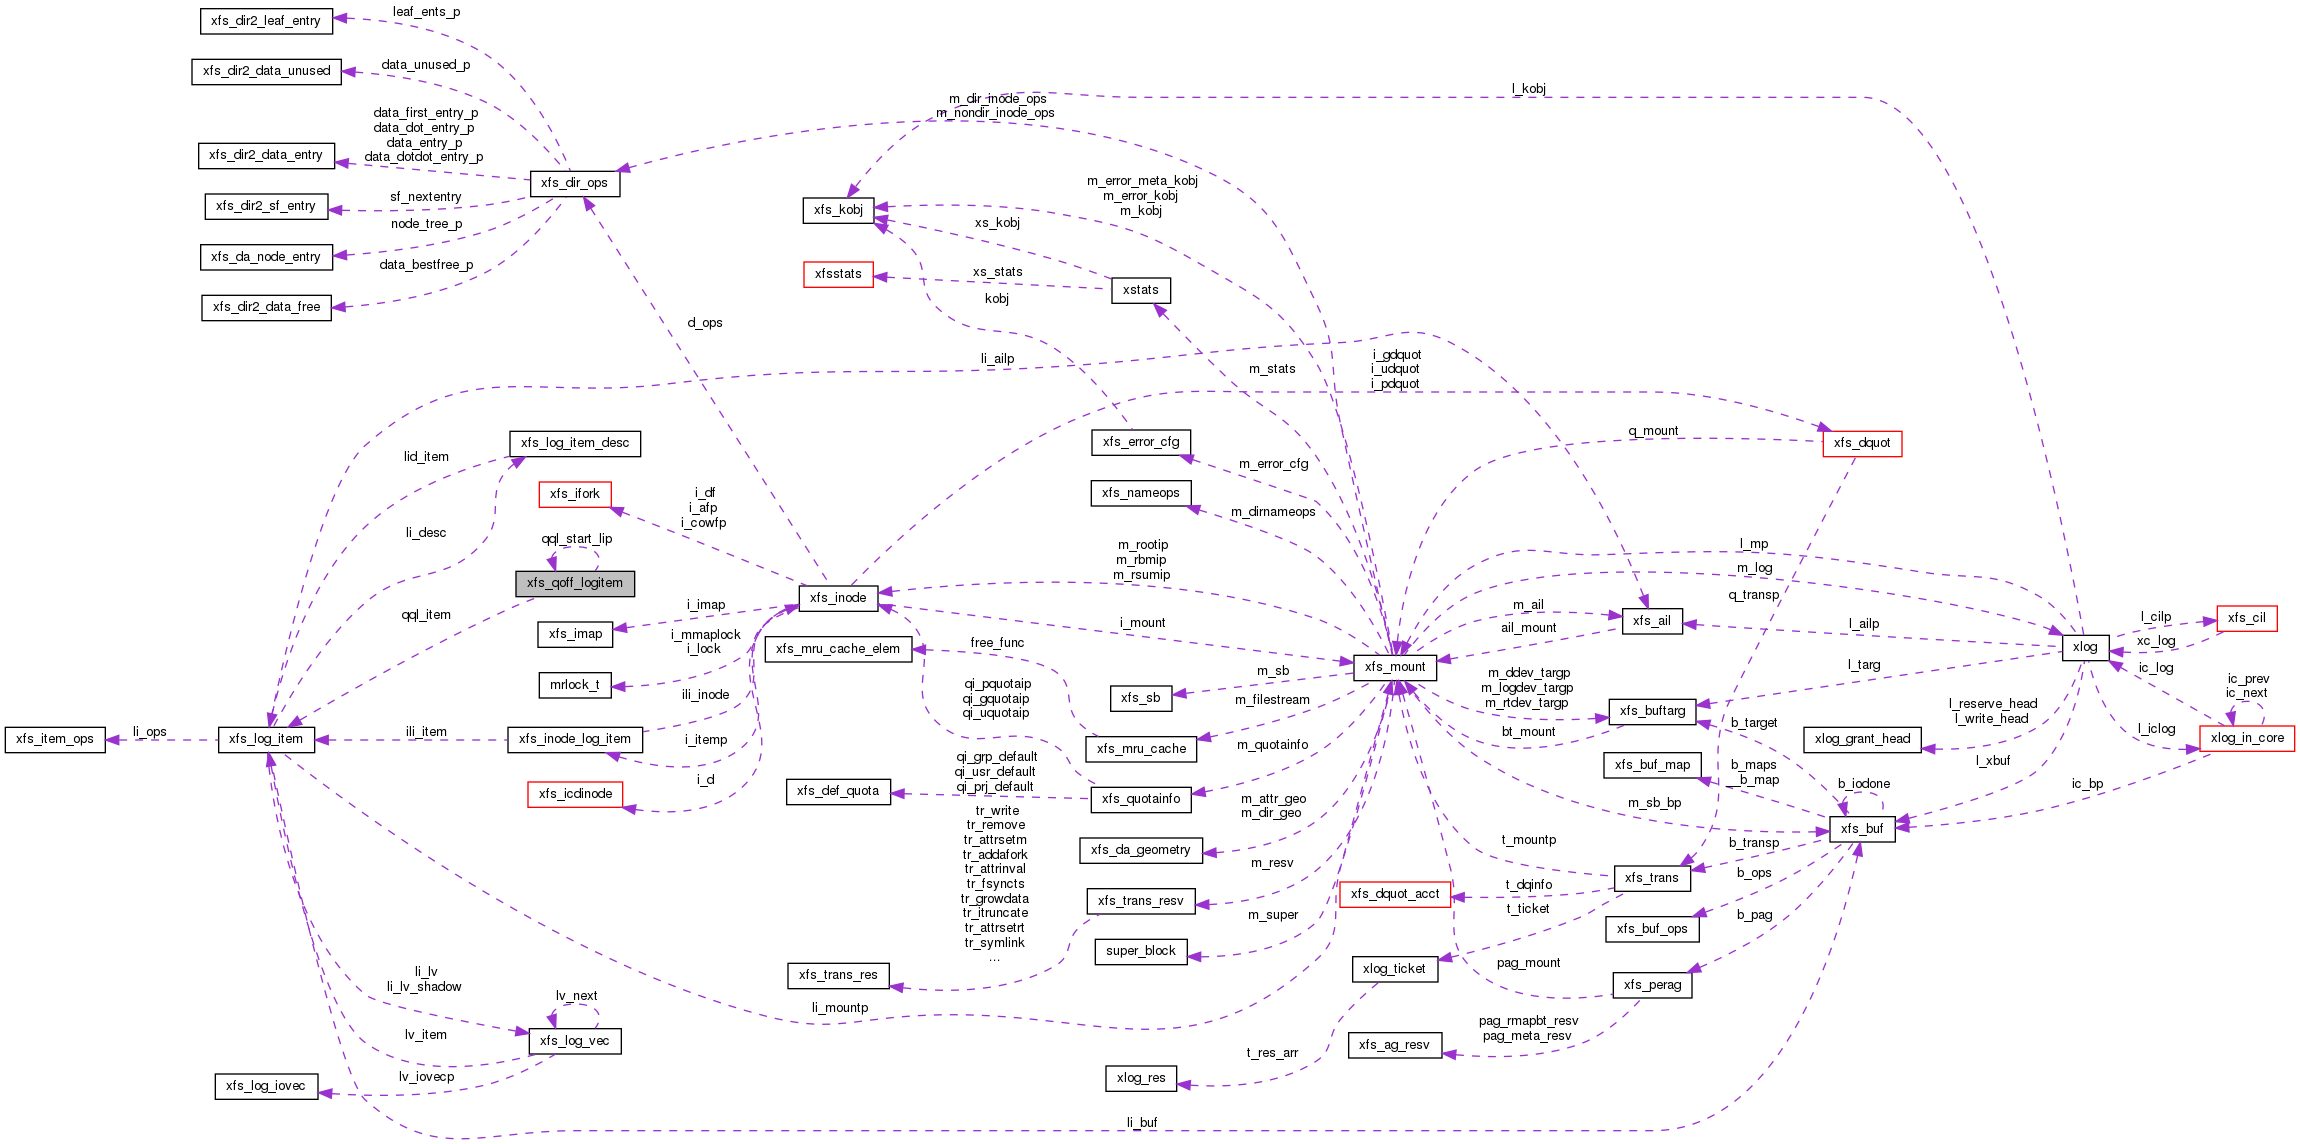 leaf_ents_p
xfs_dir2_leaf_entry
data_unused_p
xfs_dir2_data_unused
l_kobj
m_dir_inode_ops
m_nondir_inode_ops
data_first_entry_p
data_dot_entry_p
data_entry_p
data_dotdot_entry_p
xfs_dir2_data_entry
xfs_dir_ops
m_error_meta_kobj
m_error_kobj
m_kobj
sf_nextentry
xfs_dir2_sf_entry
xfs_kobj
xs_kobj
node_tree_p
xfs_da_node_entry
data_bestfree_p
xfsstats
xs_stats
xstats
kobj
xfs_dir2_data_free
d_ops
li_ailp
m_stats
i_gdquot
i_udquot
i_pdquot
xfs_log_item_desc
xfs_error_cfg
q_mount
xfs_dquot
lid_item
m_error_cfg
xfs_ifork
i_df
i_afp
i_cowfp
xfs_nameops
m_dirnameops
li_desc
qql_start_lip
m_rootip
m_rbmip
m_rsumip
l_mp
m_log
xfs_qoff_logitem
xfs_inode
q_transp
qql_item
i_imap
m_ail
xfs_ail
l_cilp
xfs_cil
xfs_imap
i_mmaplock
i_lock
i_mount
ail_mount
l_ailp
xlog
xc_log
free_func
xfs_mru_cache_elem
xfs_mount
l_targ
ic_log
m_sb
m_ddev_targp
m_logdev_targp
m_rtdev_targp
ic_prev
ic_next
mrlock_t
ili_inode
qi_pquotaip
qi_gquotaip
qi_uquotaip
xfs_sb
m_filestream
xfs_buftarg
b_target
l_reserve_head
l_write_head
l_iclog
xfs_item_ops
li_ops
xfs_log_item
ili_item
xfs_inode_log_item
i_itemp
xfs_mru_cache
bt_mount
xlog_grant_head
xlog_in_core
m_quotainfo
xfs_buf_map
b_maps
__b_map
l_xbuf
qi_grp_default
qi_usr_default
qi_prj_default
i_d
xfs_icdinode
xfs_def_quota
xfs_quotainfo
b_iodone
ic_bp
m_attr_geo
m_dir_geo
m_sb_bp
tr_write
tr_remove
tr_attrsetm
tr_addafork
tr_attrinval
tr_fsyncts
tr_growdata
tr_itruncate
tr_attrsetrt
tr_symlink
...
xfs_da_geometry
t_mountp
b_transp
xfs_buf
m_resv
xfs_trans
b_ops
xfs_trans_resv
xfs_dquot_acct
t_dqinfo
t_ticket
m_super
b_pag
xfs_buf_ops
super_block
xfs_trans_res
xlog_ticket
pag_mount
xfs_perag
li_lv
li_lv_shadow
lv_next
li_mountp
pag_rmapbt_resv
pag_meta_resv
lv_item
xfs_log_vec
xfs_ag_resv
t_res_arr
lv_iovecp
xfs_log_iovec
xlog_res
li_buf